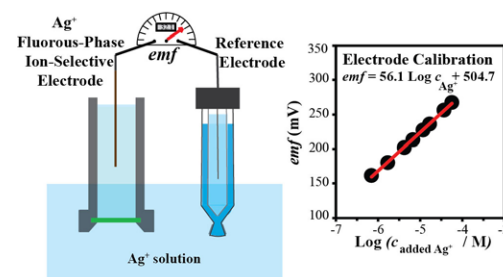 Ag⁺
Fluorous-Phase
Ion-Selective
Electrode
emf
Reference
Electrode
Ag⁺ solution
Electrode Calibration
emf = 56.1 Log c_Ag⁺ + 504.7
emf (mV)
350
300
250
200
150
100
-7 -6 -5 -4 -3
Log (c_added Ag⁺ / M)